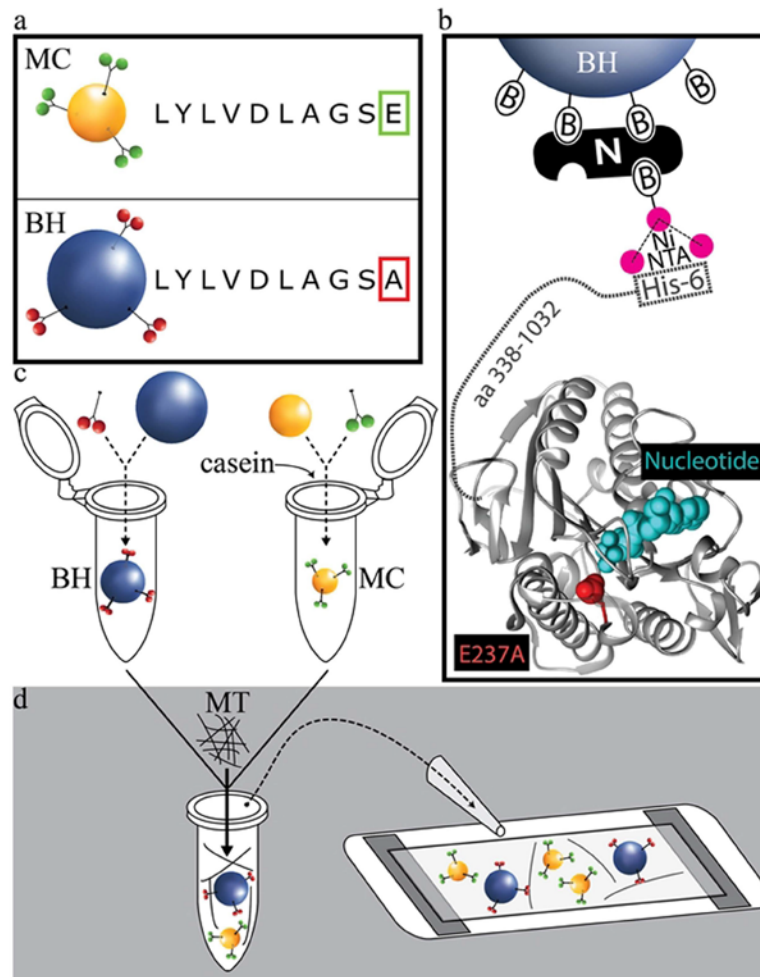 a
MC
LYLVDLAGSE
BH
LYLVDLAGSA
b
BH
B
B
B
B
N
B
Ni
NTA
His-6
aa 338-1032
Nucleotide
E237A
c
casein
BH
MC
d
MT